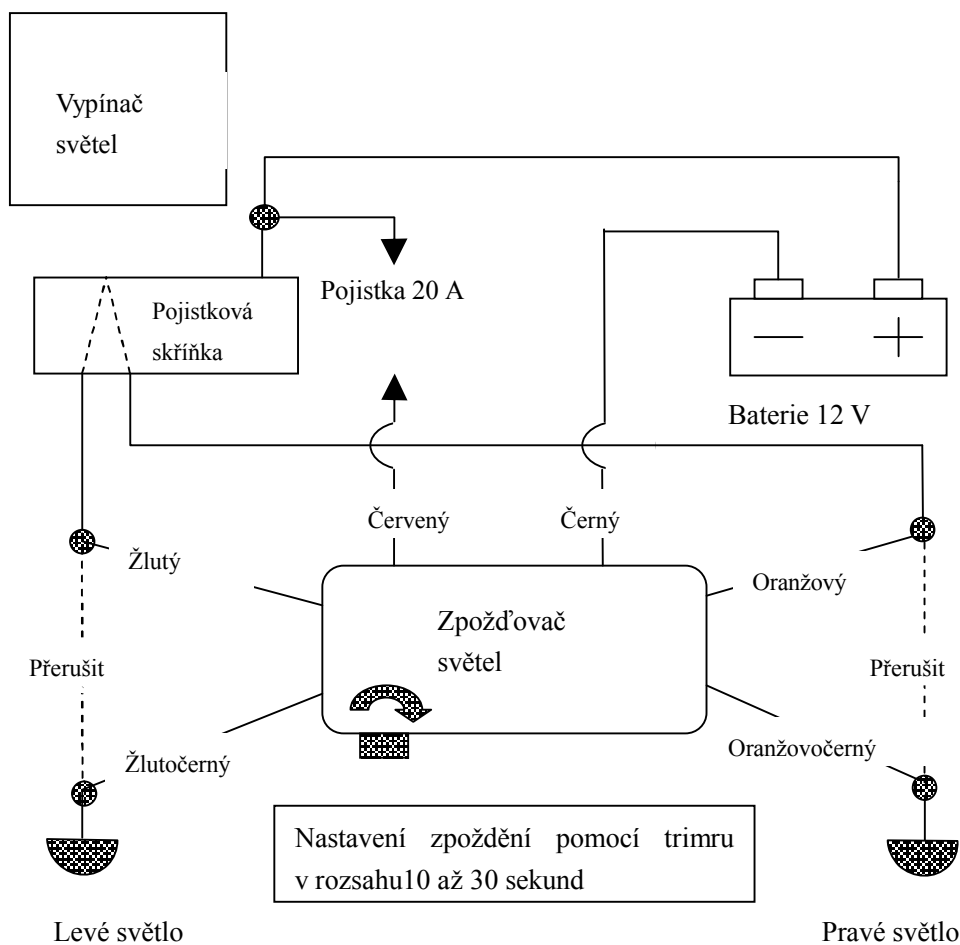 Vypínač
světel
Pojistková
skříňka
Pojistka 20 A
Baterie 12 V
Červený
Černý
Žlutý
Oranžový
Zpožďovač
světel
Přerušit
Přerušit
Žlutočerný
Oranžovočerný
Nastavení zpoždění pomocí trimru
v rozsahu10 až 30 sekund
Levé světlo
Pravé světlo